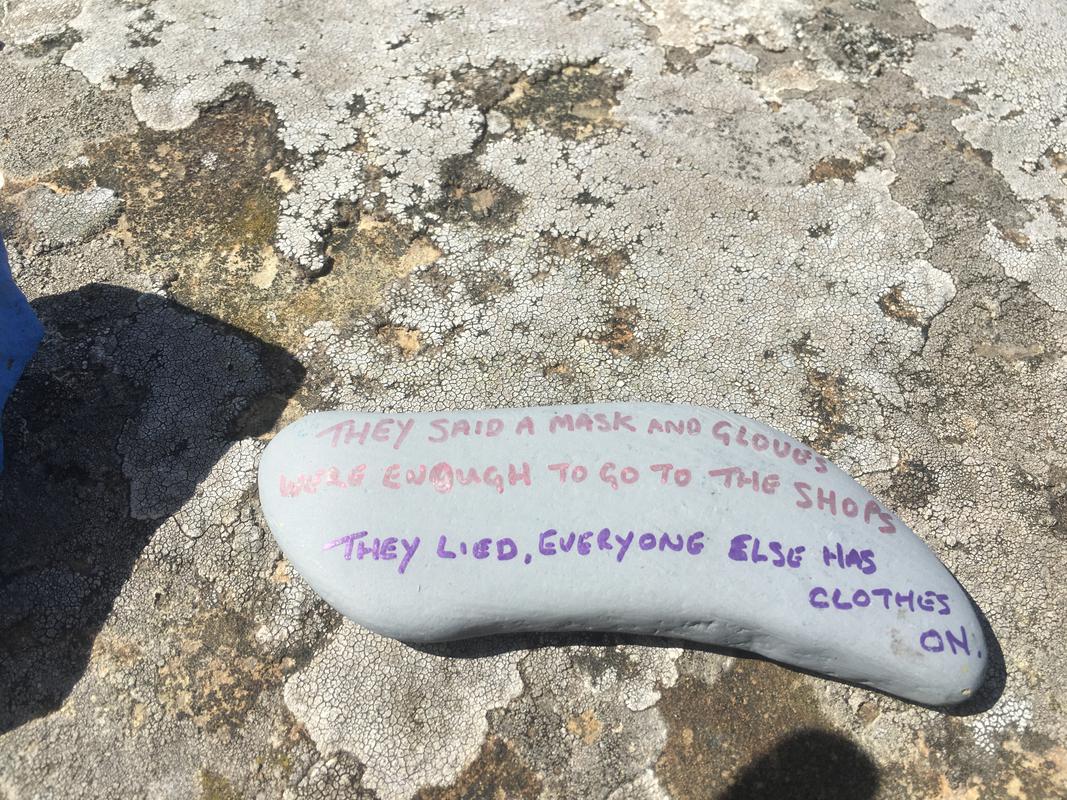 THEY SAID A MASK AND GLOVES
WERE ENOUGH TO GO TO THE SHOPS
THEY LIED, EVERYONE ELSE HAS
CLOTHES
ON.